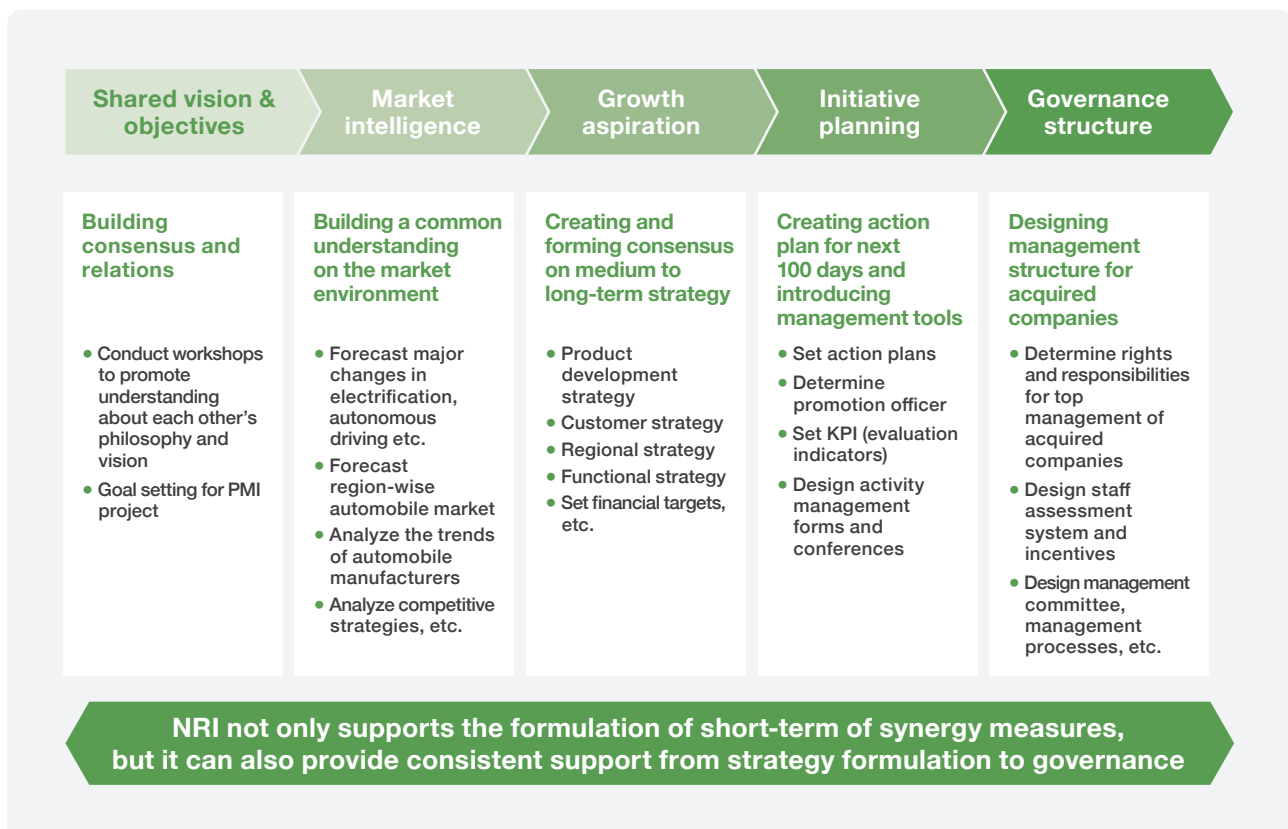 Shared vision &
objectives
Market
intelligence
Growth
aspiration
Initiative
planning
Governance
structure
Building
consensus and
relations
• Conduct workshops
to promote
understanding
about each other's
philosophy and
vision
• Goal setting for PMI
project
Building a common
understanding
on the market
environment
• Forecast major
changes in
electrification,
autonomous
driving etc.
• Forecast
region-wise
automobile market
• Analyze the trends
of automobile
manufacturers
• Analyze competitive
strategies, etc.
Creating and
forming consensus
on medium to
long-term strategy
• Product
development
strategy
• Customer strategy
• Regional strategy
• Functional strategy
• Set financial targets,
etc.
Creating action
plan for next
100 days and
introducing
management tools
• Set action plans
• Determine
promotion officer
• Set KPI (evaluation
indicators)
• Design activity
management
forms and
conferences
Designing
management
structure for
acquired
companies
• Determine rights
and responsibilities
for top
management of
acquired
companies
• Design staff
assessment
system and
incentives
• Design management
committee,
management
processes, etc.
NRI not only supports the formulation of short-term of synergy measures,
but it can also provide consistent support from strategy formulation to governance